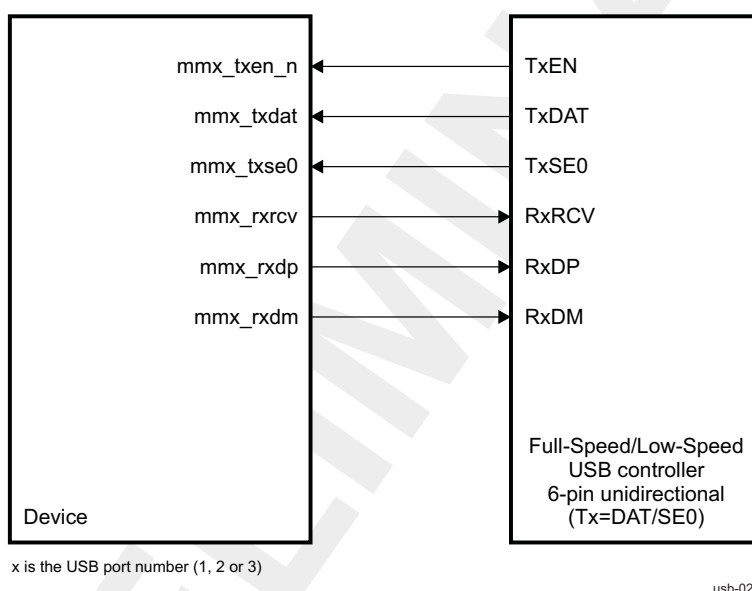 mmx_txen_n
TxEN
mmx_txdat
TxDAT
mmx_txse0
TxSE0
mmx_rxrcv
RxRCV
mmx_rxdp
RxDP
mmx_rxdm
RxDM
Full-Speed/Low-Speed
USB controller
6-pin unidirectional
(Tx=DAT/SE0)
Device
x is the USB port number (1, 2 or 3)